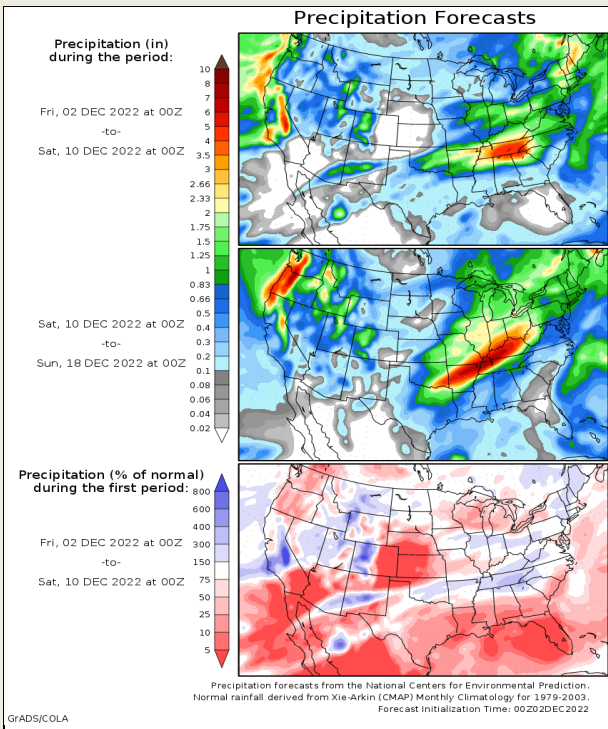 Precipitation Forecasts
Precipitation (in)
during the period:
Fri, 02 DEC 2022 at 00Z
-to-
Sat, 10 DEC 2022 at 00Z
10
8
7
6
5
4
3.5
3
2.66
2.33
2
1.75
1.5
1.25
1
0.83
0.66
0.5
0.4
0.3
0.2
0.1
0.08
0.06
0.04
0.02
Sat, 10 DEC 2022 at 00Z
-to-
Sun, 18 DEC 2022 at 00Z
Precipitation (% of normal)
during the first period:
Fri, 02 DEC 2022 at 00Z
-to-
Sat, 10 DEC 2022 at 00Z
800
600
400
300
150
75
50
25
10
5
Precipitation forecasts from the National Centers for Environmental Prediction.
Normal rainfall derived from Xie-Arkin (CMAP) Monthly Climatology for 1979-2003.
Forecast Initialization Time: 00Z02DEC2022
GrADS/COLA